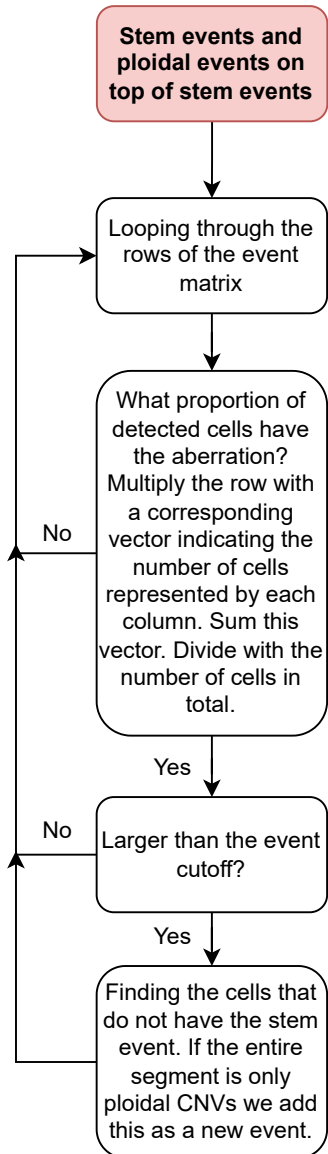 Stem events and
ploidal events on
top of stem events
Looping through the
rows of the event
matrix
What proportion of
detected cells have
the aberration?
Multiply the row with
a corresponding
vector indicating the
number of cells
represented by each
column. Sum this
vector. Divide with the
number of cells in
total.
No
Yes
Larger than the event
cutoff?
No
Yes
Finding the cells that
do not have the stem
event. If the entire
segment is only
ploidal CNVs we add
this as a new event.